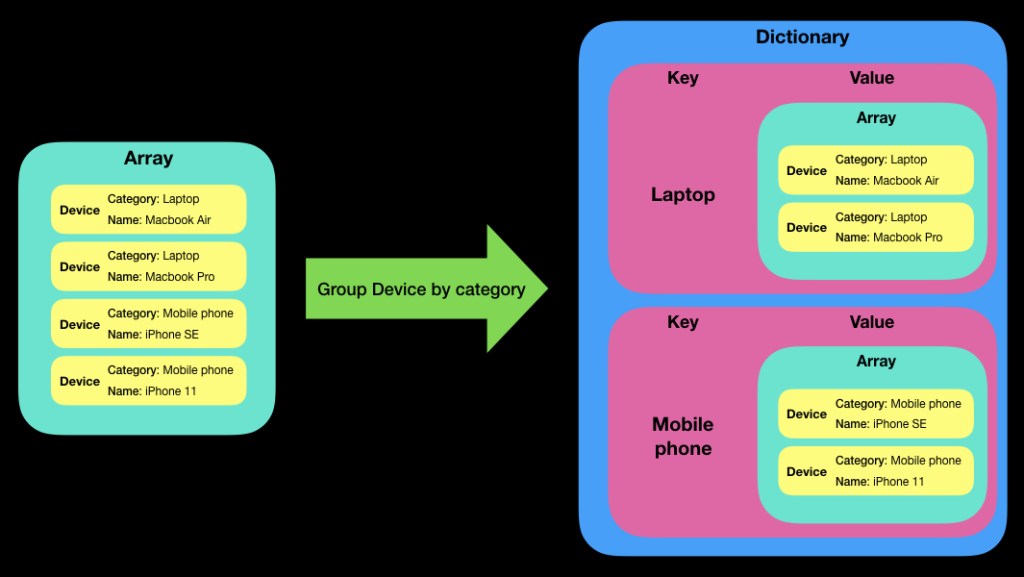 Array
Device
Category: Laptop
Name: Macbook Air
Device
Category: Laptop
Name: Macbook Pro
Device
Category: Mobile phone
Name: iPhone SE
Device
Category: Mobile phone
Name: iPhone 11
Group Device by category
Dictionary
Key
Value
Laptop
Array
Device
Category: Laptop
Name: Macbook Air
Device
Category: Laptop
Name: Macbook Pro
Key
Value
Mobile
phone
Array
Device
Category: Mobile phone
Name: iPhone SE
Device
Category: Mobile phone
Name: iPhone 11